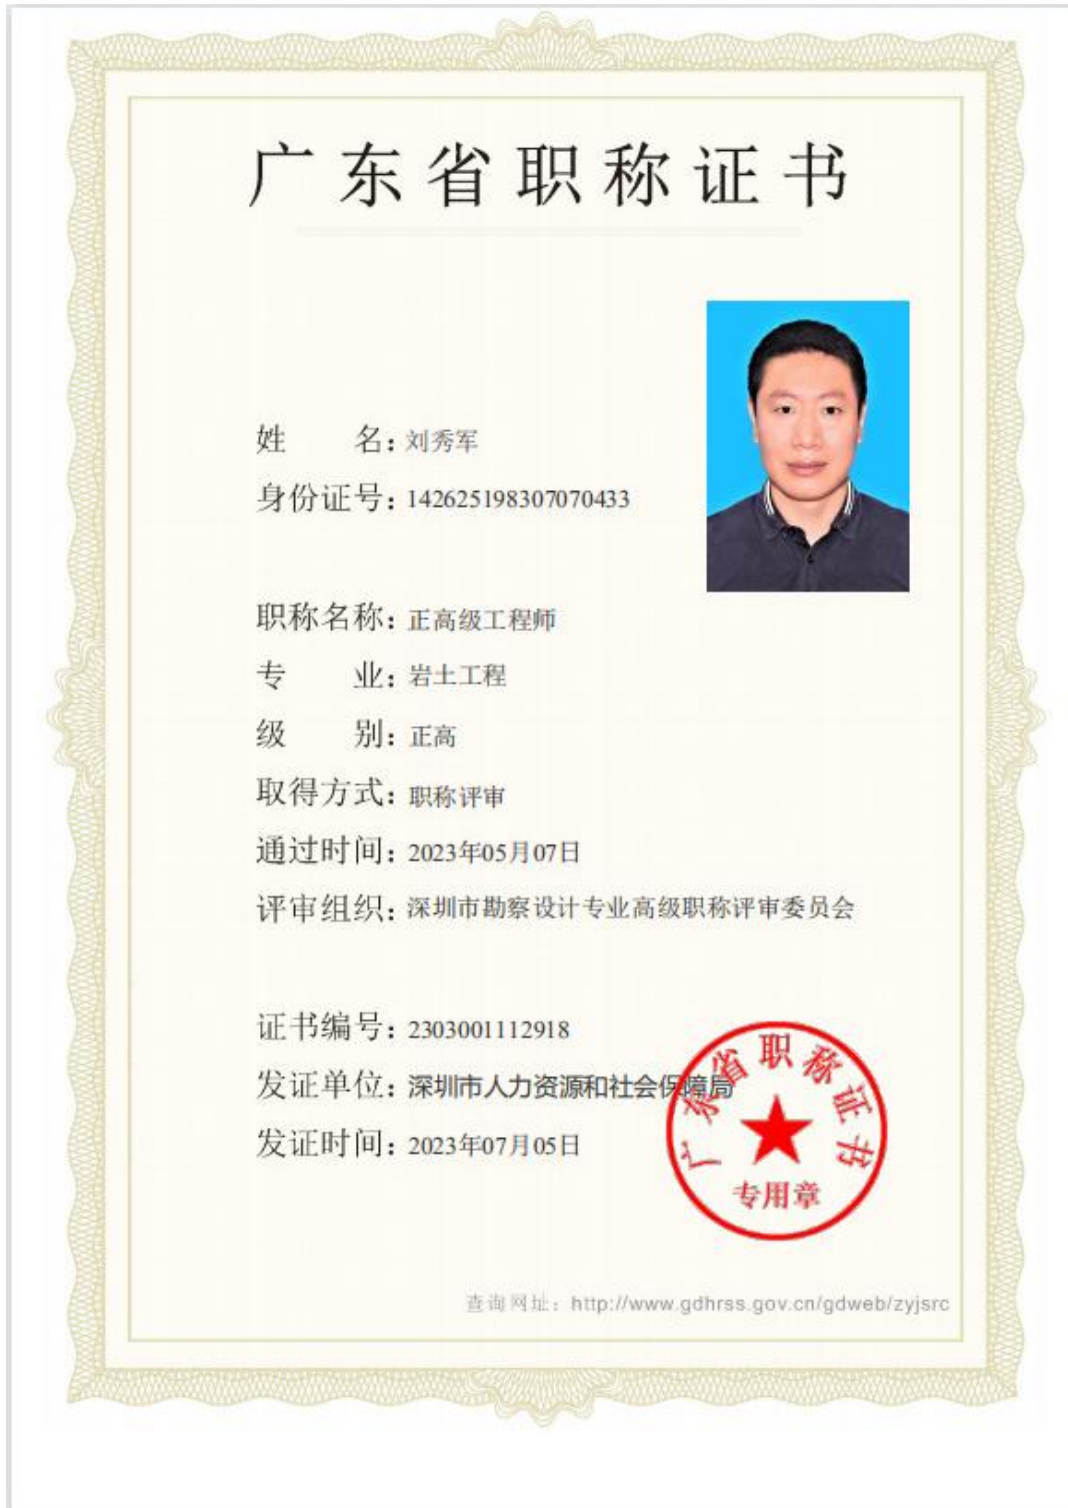 广东省职称证书
姓 名：刘秀军
身份证号：142625198307070433
职称名称：正高级工程师
专 业：岩土工程
级 别：正高
取得方式：职称评审
通过时间：2023年05月07日
评审组织：深圳市勘察设计专业高级职称评审委员会
证书编号：2303001112918
发证单位：深圳市人力资源和社会保障局
发证时间：2023年07月05日
广东省职称证书
专用章
查询网址：http://www.gdhrss.gov.cn/gdweb/zyjsrc